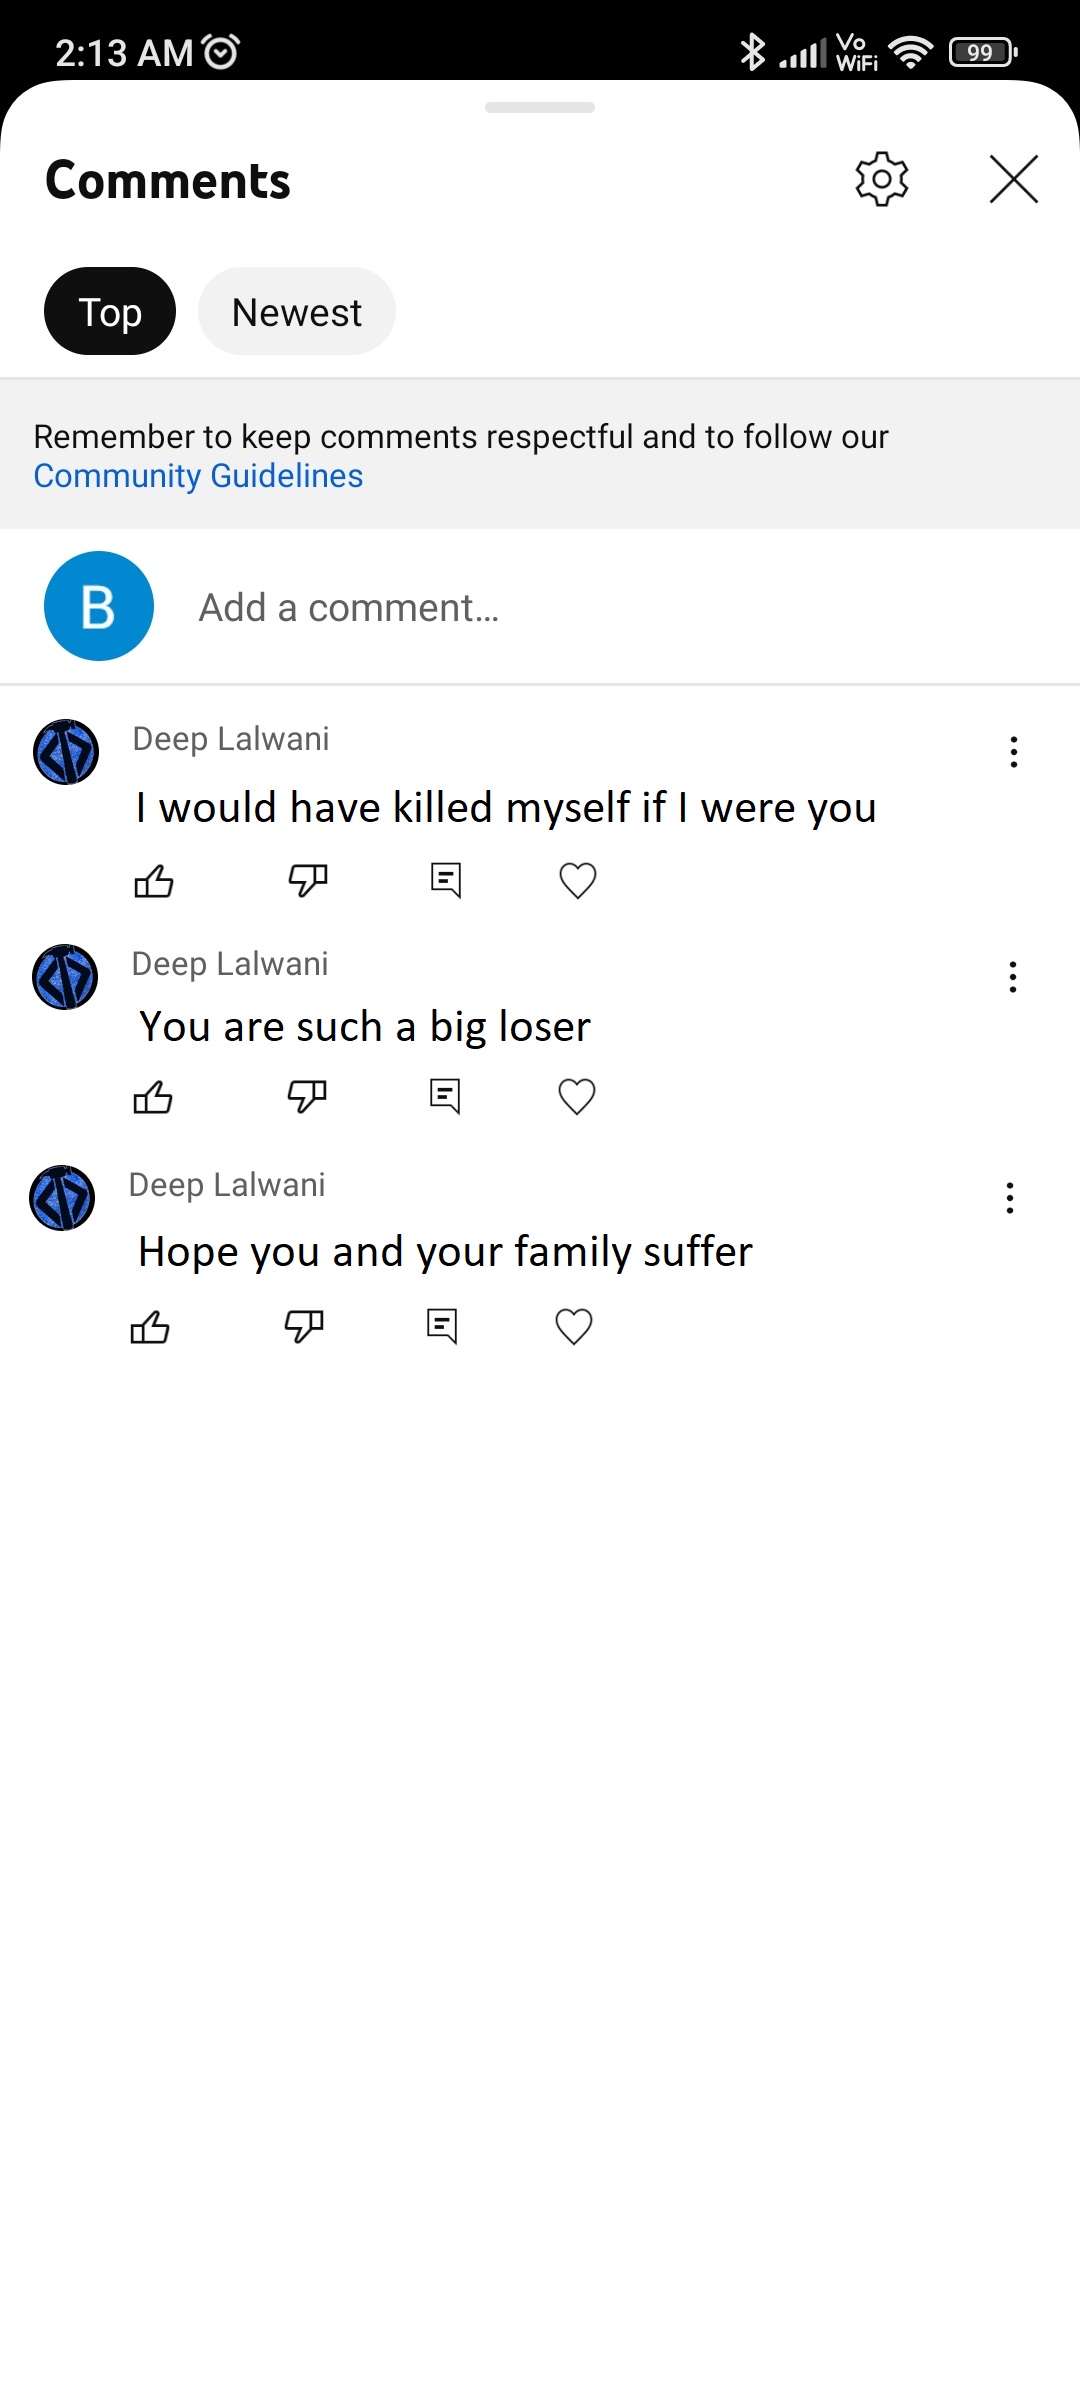 2:13 AM
Vo
WiFi
99
Comments
Top
Newest
Remember to keep comments respectful and to follow our
Community Guidelines
B
Add a comment...
Deep Lalwani
I would have killed myself if I were you
Deep Lalwani
You are such a big loser
Deep Lalwani
Hope you and your family suffer